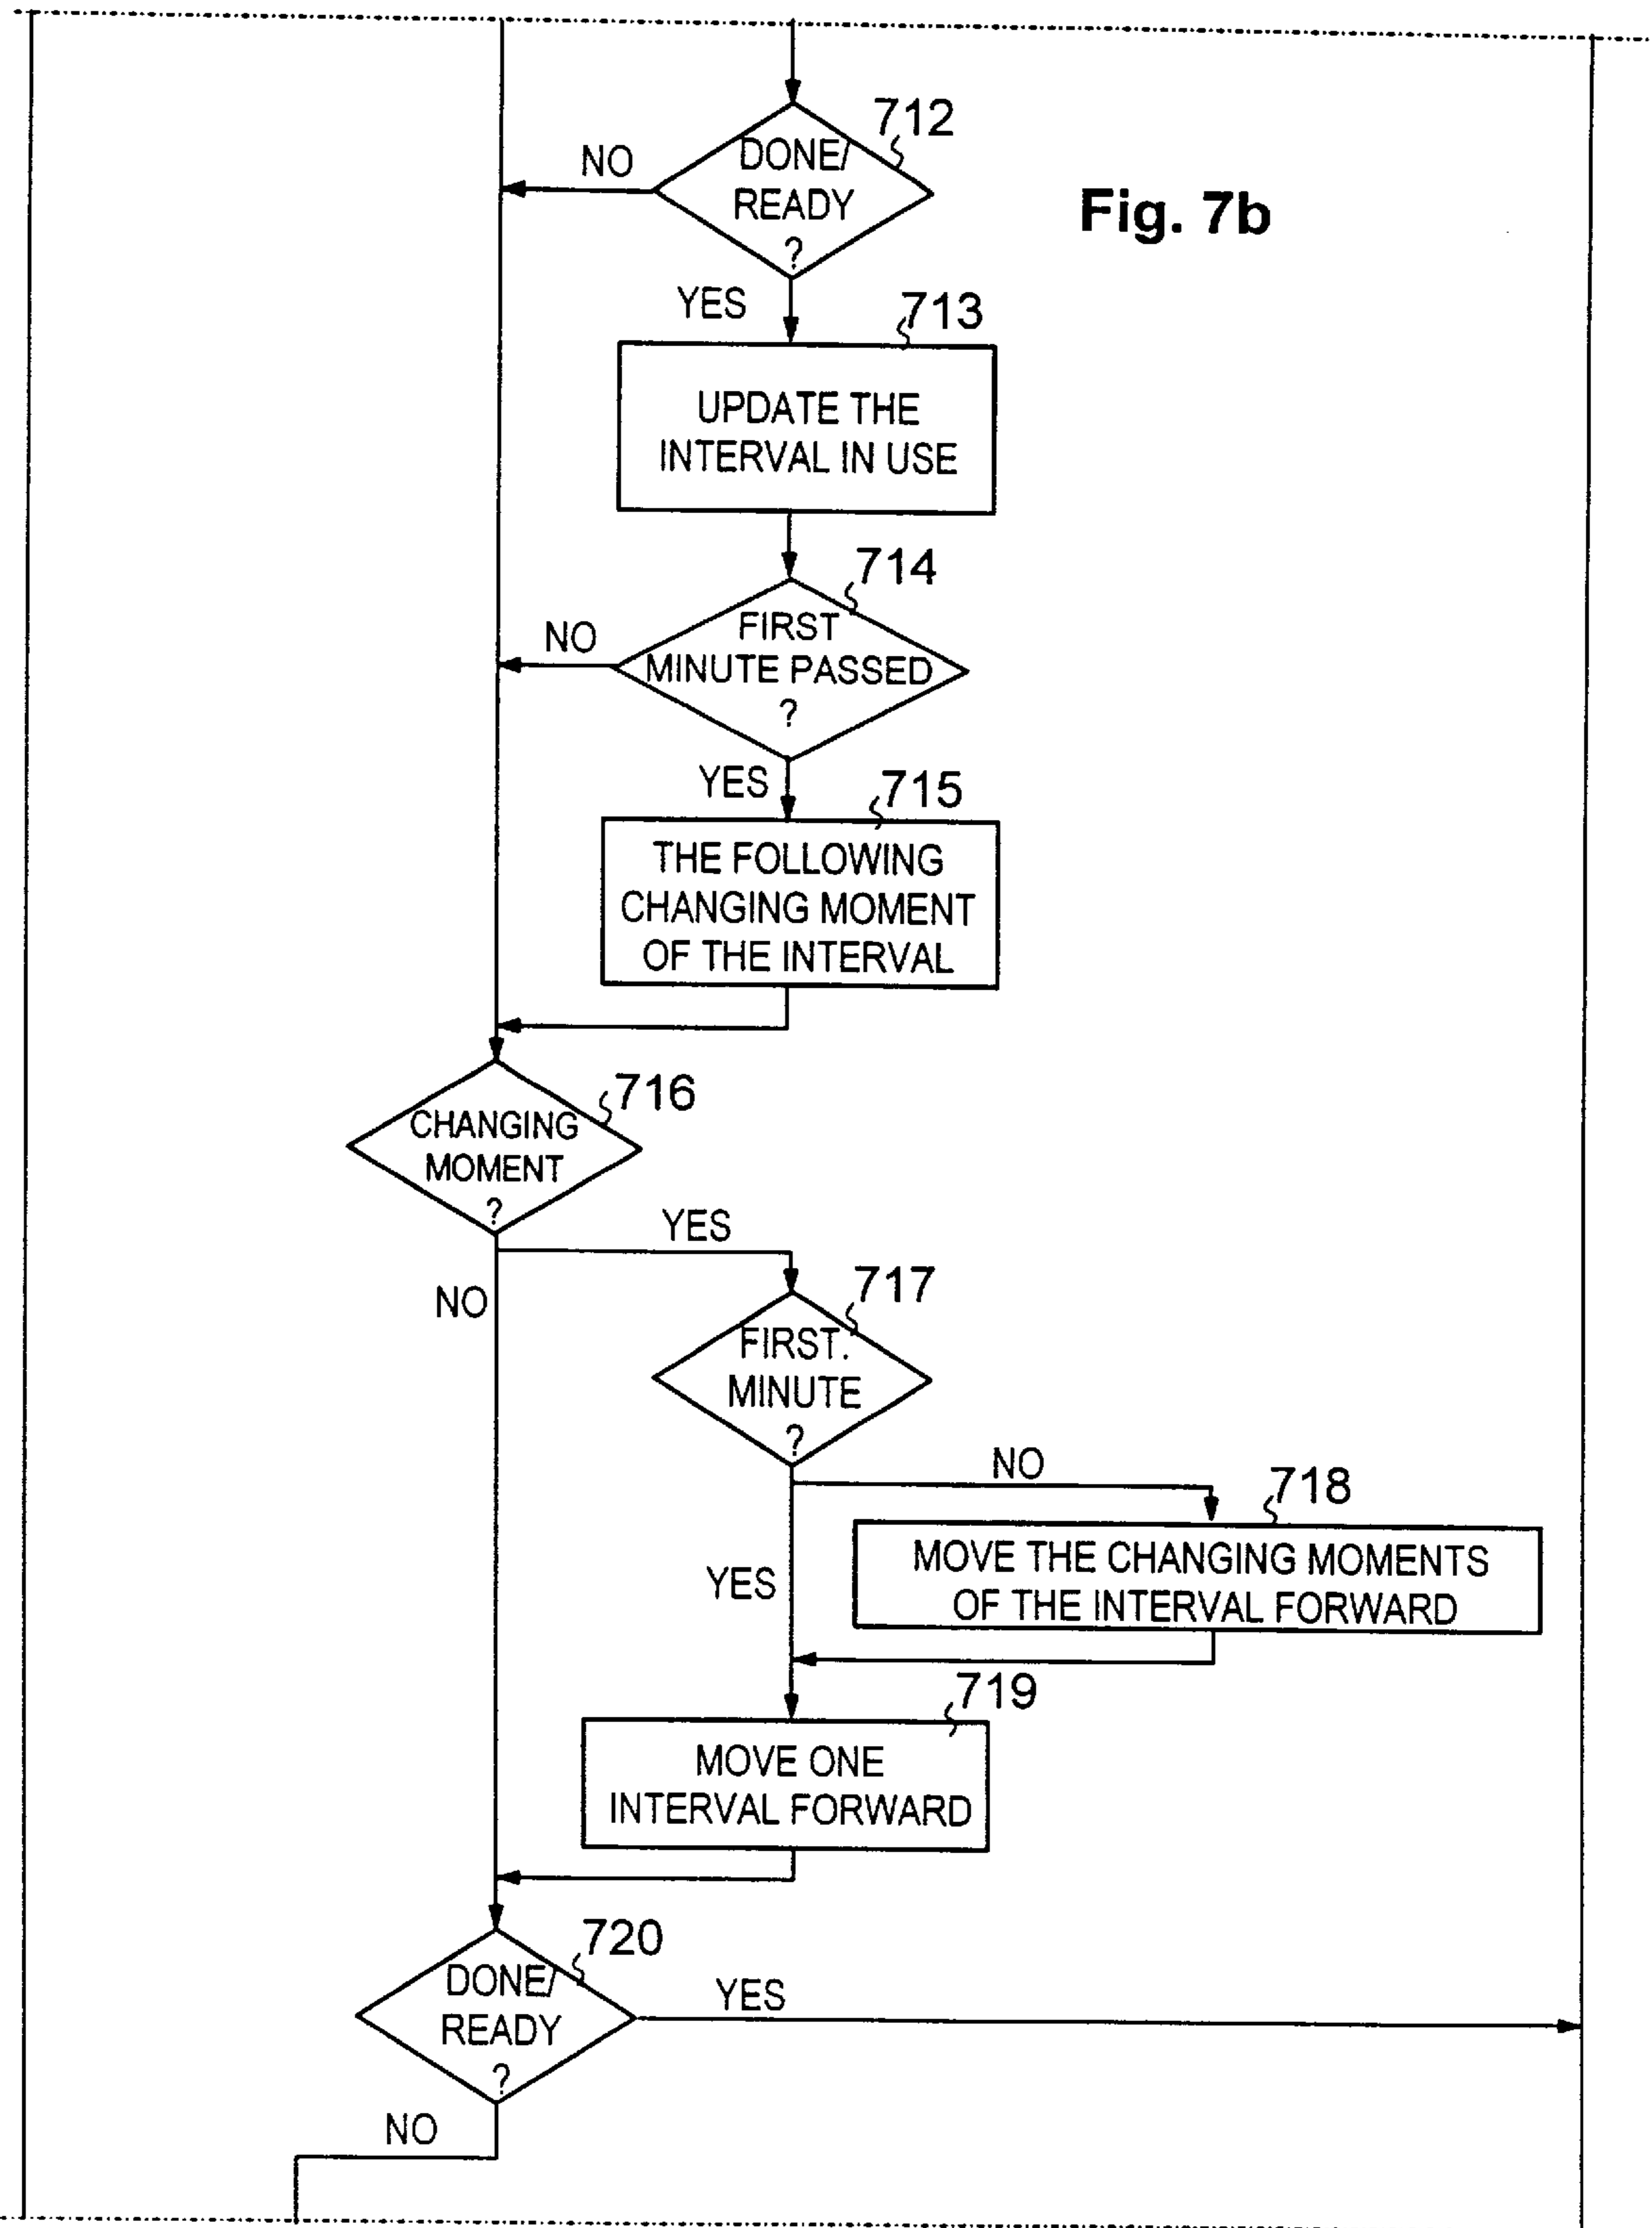 712
DONE/
READY
?
NO
Fig. 7b
YES
713
UPDATE THE
INTERVAL IN USE
714
FIRST
MINUTE PASSED
?
NO
YES
715
THE FOLLOWING
CHANGING MOMENT
OF THE INTERVAL
716
CHANGING
MOMENT
?
YES
NO
717
FIRST.
MINUTE
?
NO
718
YES
MOVE THE CHANGING MOMENTS
OF THE INTERVAL FORWARD
719
MOVE ONE
INTERVAL FORWARD
720
DONE/
READY
?
YES
NO